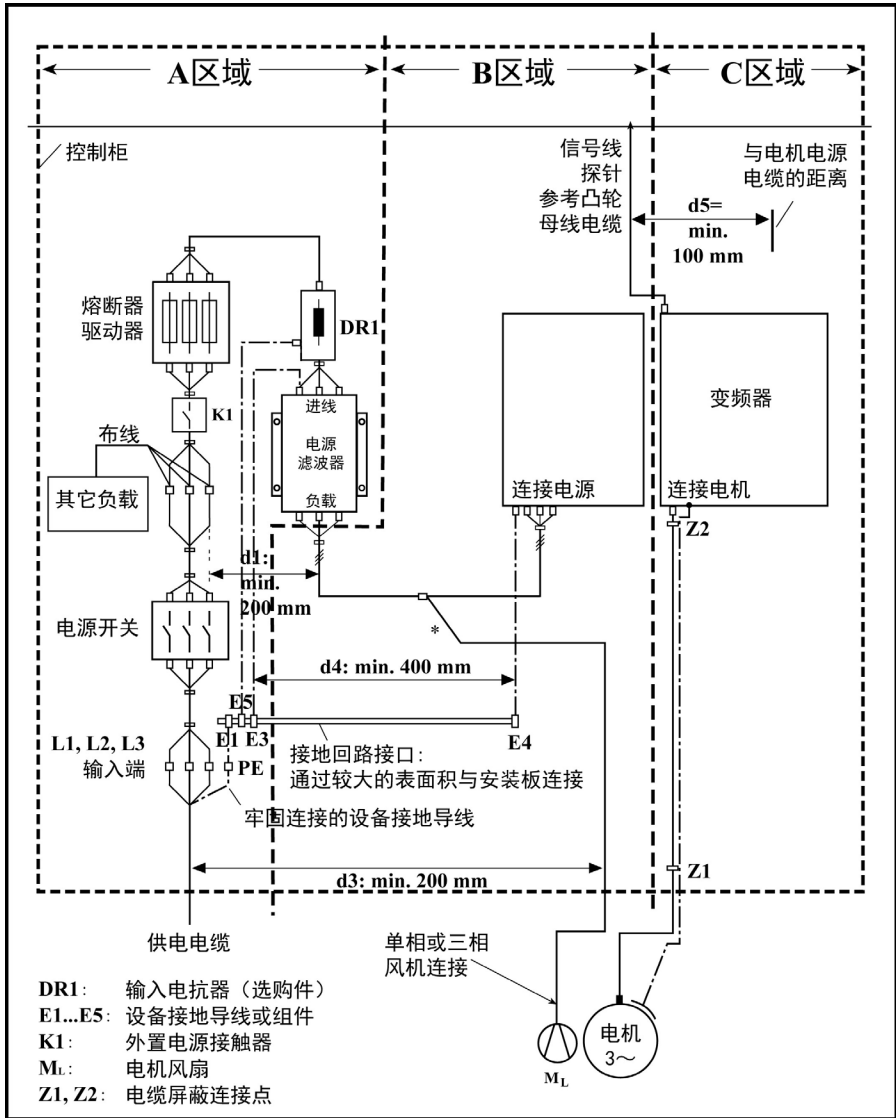 A区域
B区域
C区域
控制柜
信号线
探针
参考凸轮
母线电缆
与电机电源
电缆的距离
d5=
min.
100 mm
熔断器
驱动器
DR1
K1
进线
电源
滤波器
负载
变频器
布线
其它负载
连接电源
连接电机
Z2
d1:
min.
200 mm
电源开关
*
d4: min. 400 mm
E5
E1 E3
E4
L1, L2, L3
输入端
PE
接地回路接口：
通过较大的表面积与安装板连接
牢固连接的设备接地导线
Z1
d3: min. 200 mm
供电电缆
单相或三相
风机连接
电机
3～
ML
DR1： 输入电抗器（选购件）
E1...E5： 设备接地导线或组件
K1： 外置电源接触器
ML： 电机风扇
Z1, Z2： 电缆屏蔽连接点